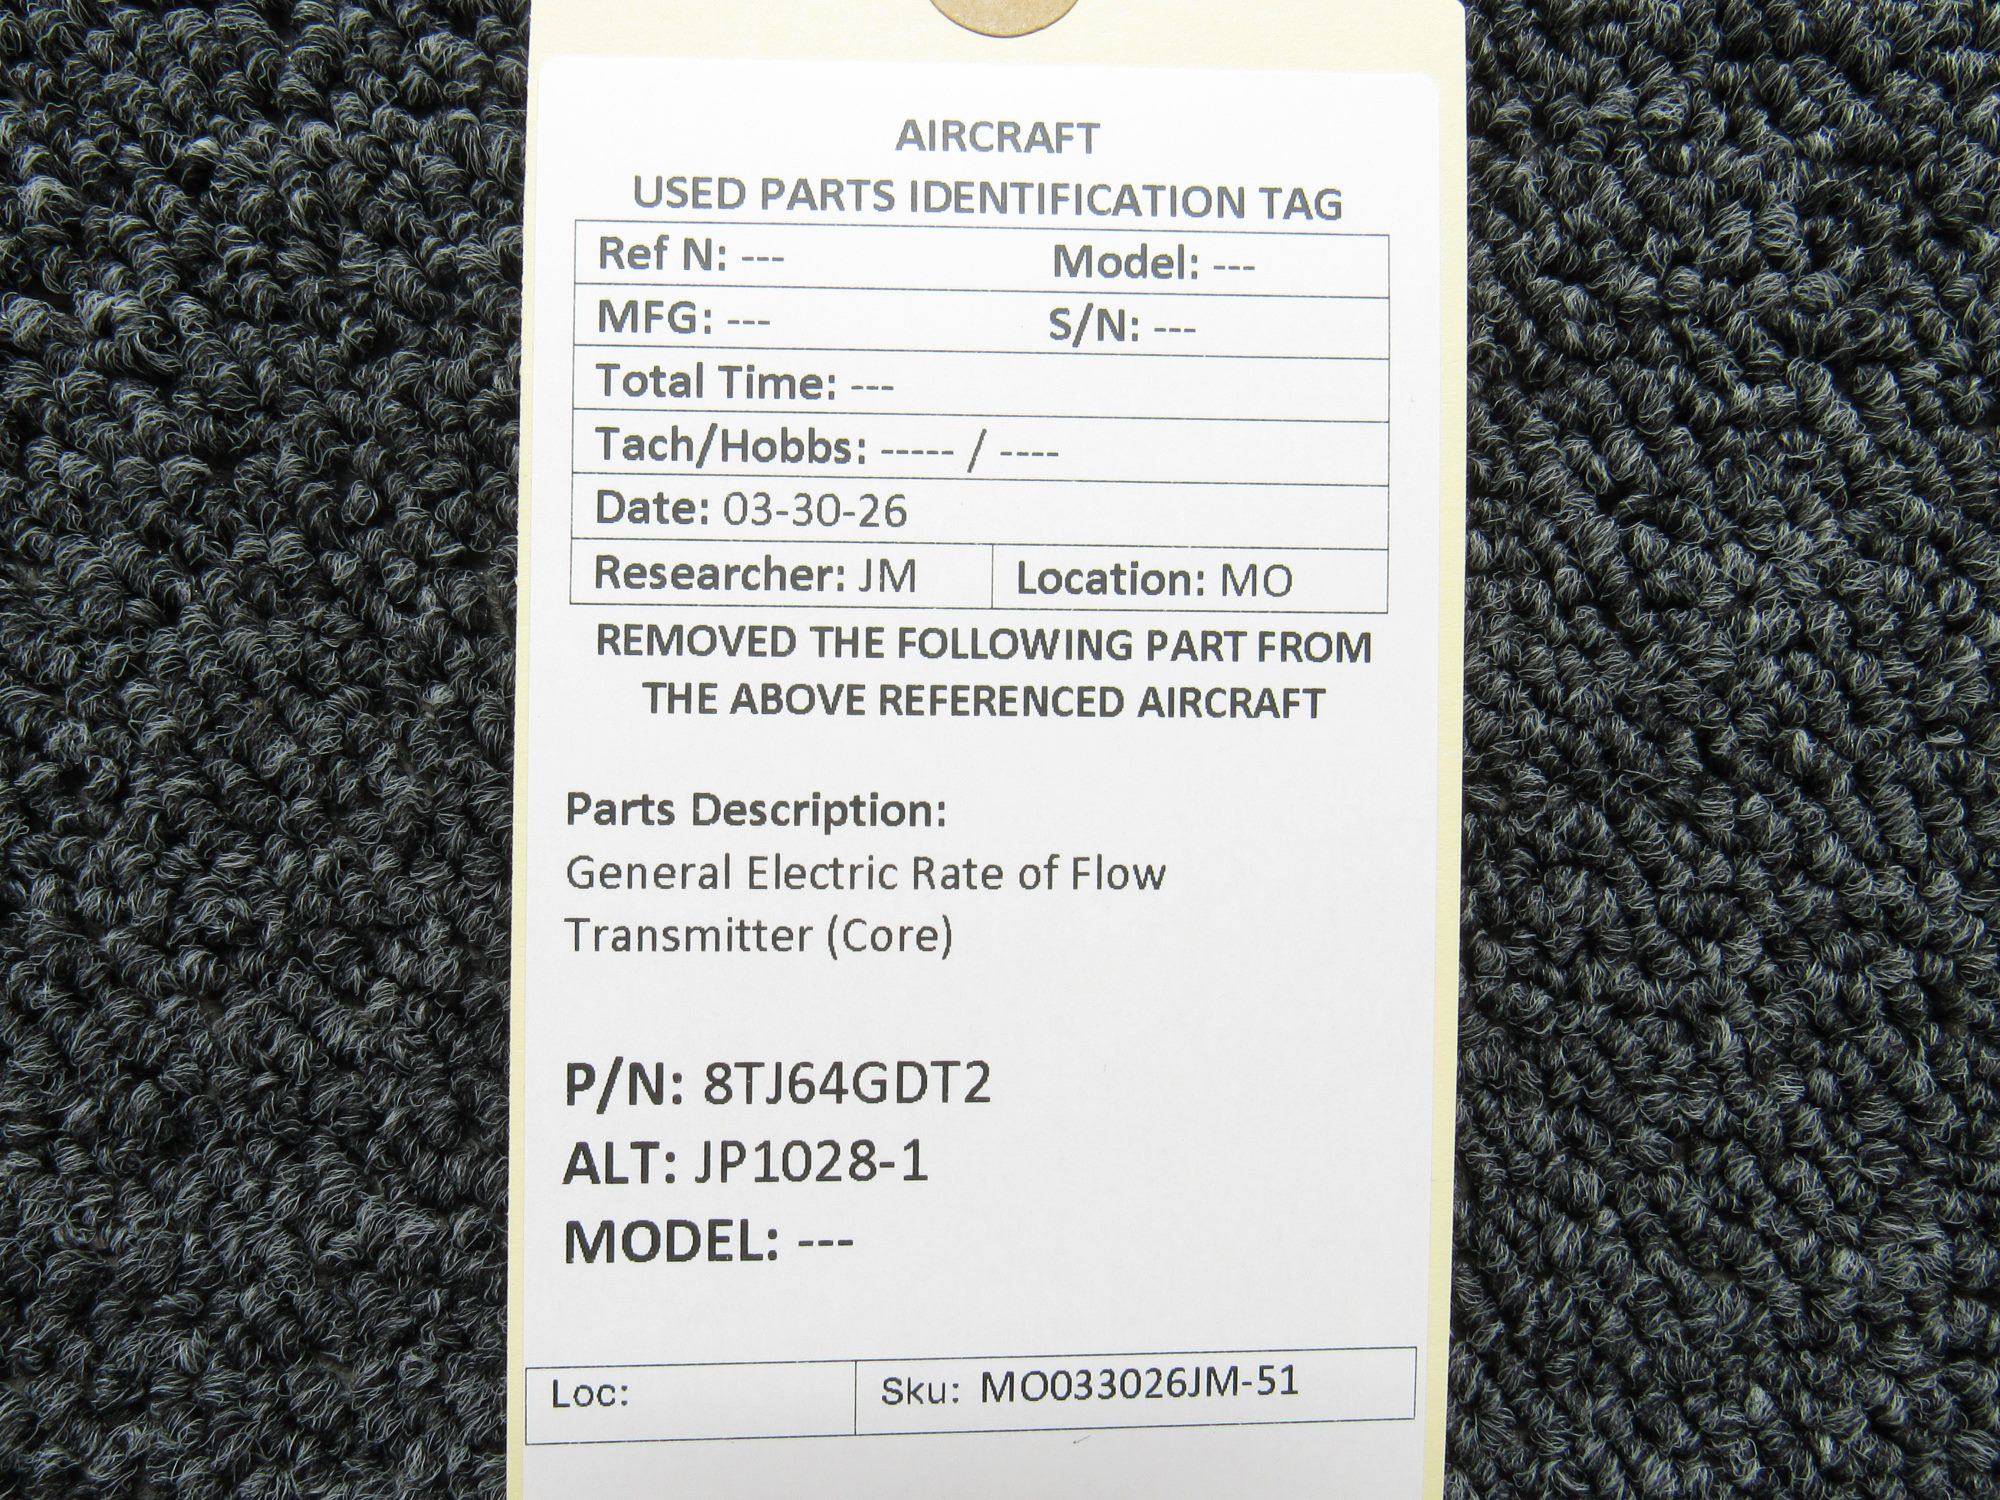 AIRCRAFT
USED PARTS IDENTIFICATION TAG
Ref N: --- Model: ---
MFG: --- S/N: ---
Total Time: ---
Tach/Hobbs: ----- / ----
Date: 03-30-26
Researcher: JM Location: MO
REMOVED THE FOLLOWING PART FROM
THE ABOVE REFERENCED AIRCRAFT
Parts Description:
General Electric Rate of Flow
Transmitter (Core)
P/N: 8TJ64GDT2
ALT: JP1028-1
MODEL: ---
Loc: Sku: MO033026JM-51